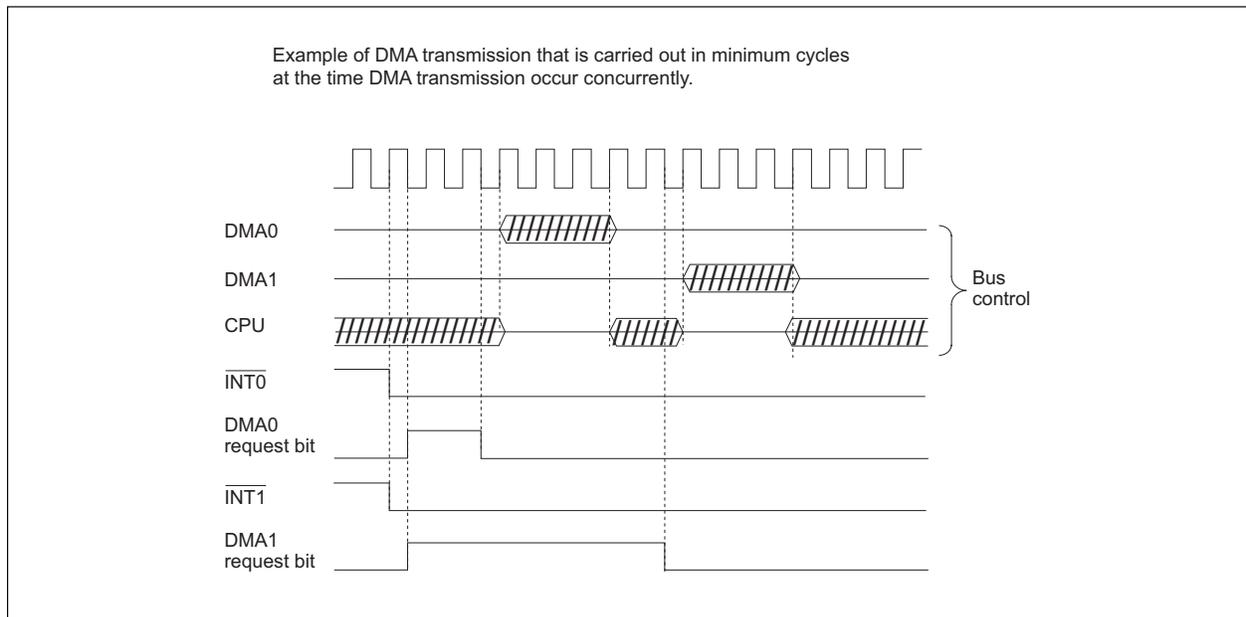 Example of DMA transmission that is carried out in minimum cycles
at the time DMA transmission occur concurrently.
DMA0
DMA1
CPU
Bus
control
INT0
DMA0
request bit
INT1
DMA1
request bit